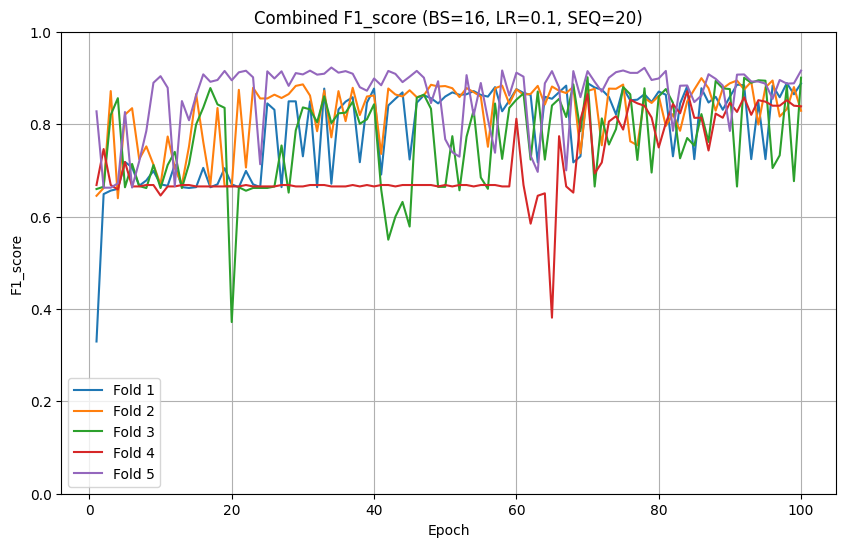 Combined F1_score (BS=16, LR=0.1, SEQ=20)
1.0
0.8
0.6
0.4
0.2
0.0
F1_score
Fold 1
Fold 2
Fold 3
Fold 4
Fold 5
0 20 40 60 80 100
Epoch